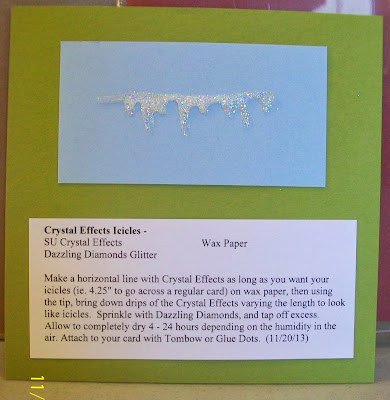 Crystal Effects Icicles -
SU Crystal Effects Wax Paper
Dazzling Diamonds Glitter
Make a horizontal line with Crystal Effects as long as you want your
icicles (ie. 4.25" to go across a regular card) on wax paper, then using
the tip, bring down drips of the Crystal Effects varying the length to look
like icicles. Sprinkle with Dazzling Diamonds, and tap off excess.
Allow to completely dry 4 - 24 hours depending on the humidity in the
air. Attach to your card with Tombow or Glue Dots. (11/20/13)
11/